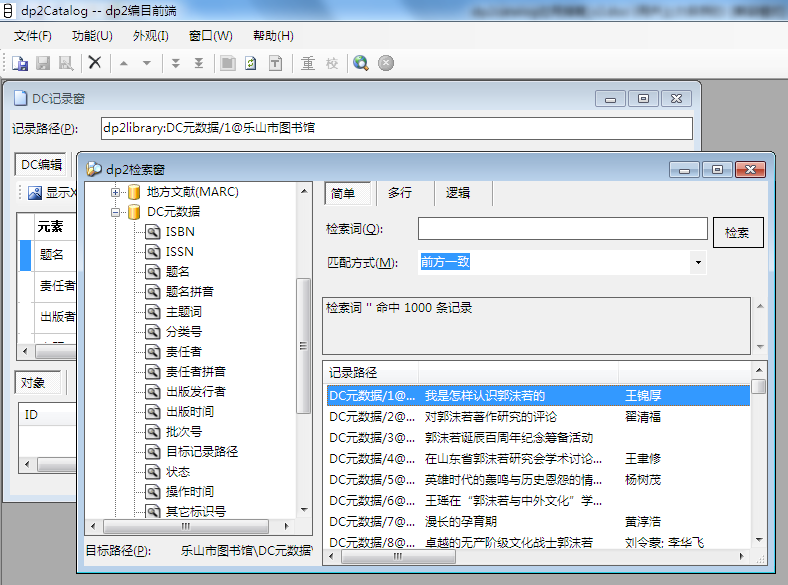 dp2Catalog -- dp2编目前端
文件(F) 功能(U) 外观(I) 窗口(W) 帮助(H)
重 校
DC记录窗
记录路径(P): dp2library:DC元数据/1@乐山市图书馆
DC编辑
显示X
元素
题名
责任者
出版者
对象
ID
dp2检索窗
地方文献(MARC)
DC元数据
ISBN
ISSN
题名
题名拼音
主题词
分类号
责任者
责任者拼音
出版发行者
出版时间
批次号
目标记录路径
状态
操作时间
其它标识号
目标路径(P): 乐山市图书馆\DC元数据
简单 多行 逻辑
检索词(Q): 检索
匹配方式(M): 前方一致
检索词 '' 命中 1000 条记录
记录路径
DC元数据/1@... 我是怎样认识郭沫若的 王锦厚
DC元数据/2@... 对郭沫若著作研究的评论 翟清福
DC元数据/3@... 郭沫若诞辰百周年纪念筹备活动
DC元数据/4@... 在山东省郭沫若研究会学术讨论... 王聿修
DC元数据/5@... 英雄时代的轰鸣与历史恩怨的情... 杨树茂
DC元数据/6@... 王瑶在“郭沫若与中外文化”学...
DC元数据/7@... 漫长的孕育期 黄淳浩
DC元数据/8@... 卓越的无产阶级文化战士郭沫若 刘令蒙; 李华飞